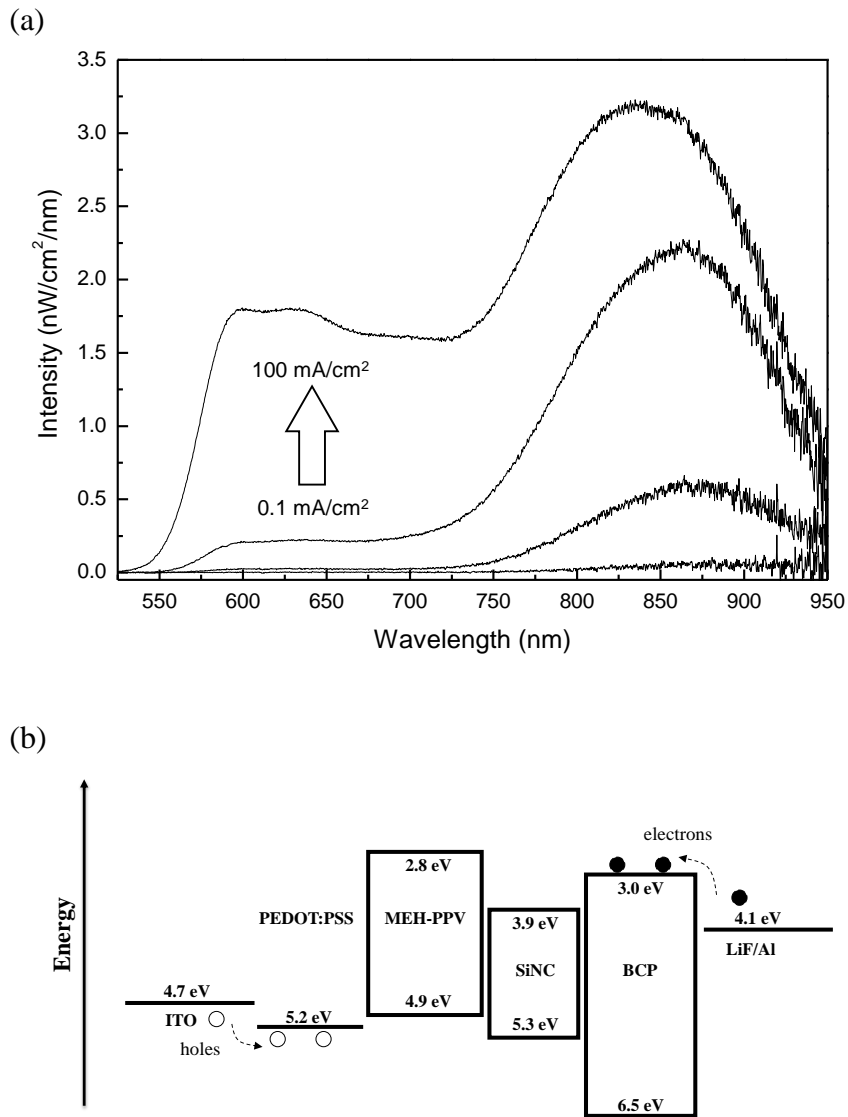 (a)
3.5
3.0
2.5
2.0
1.5
1.0
0.5
0.0
Intensity (nW/cm²/nm)
100 mA/cm²
0.1 mA/cm²
550 600 650 700 750 800 850 900 950
Wavelength (nm)
(b)
Energy
electrons
2.8 eV
3.0 eV
PEDOT:PSS MEH-PPV
3.9 eV
4.1 eV
LiF/Al
SiNC
BCP
4.7 eV
4.9 eV
ITO
5.2 eV
5.3 eV
holes
6.5 eV